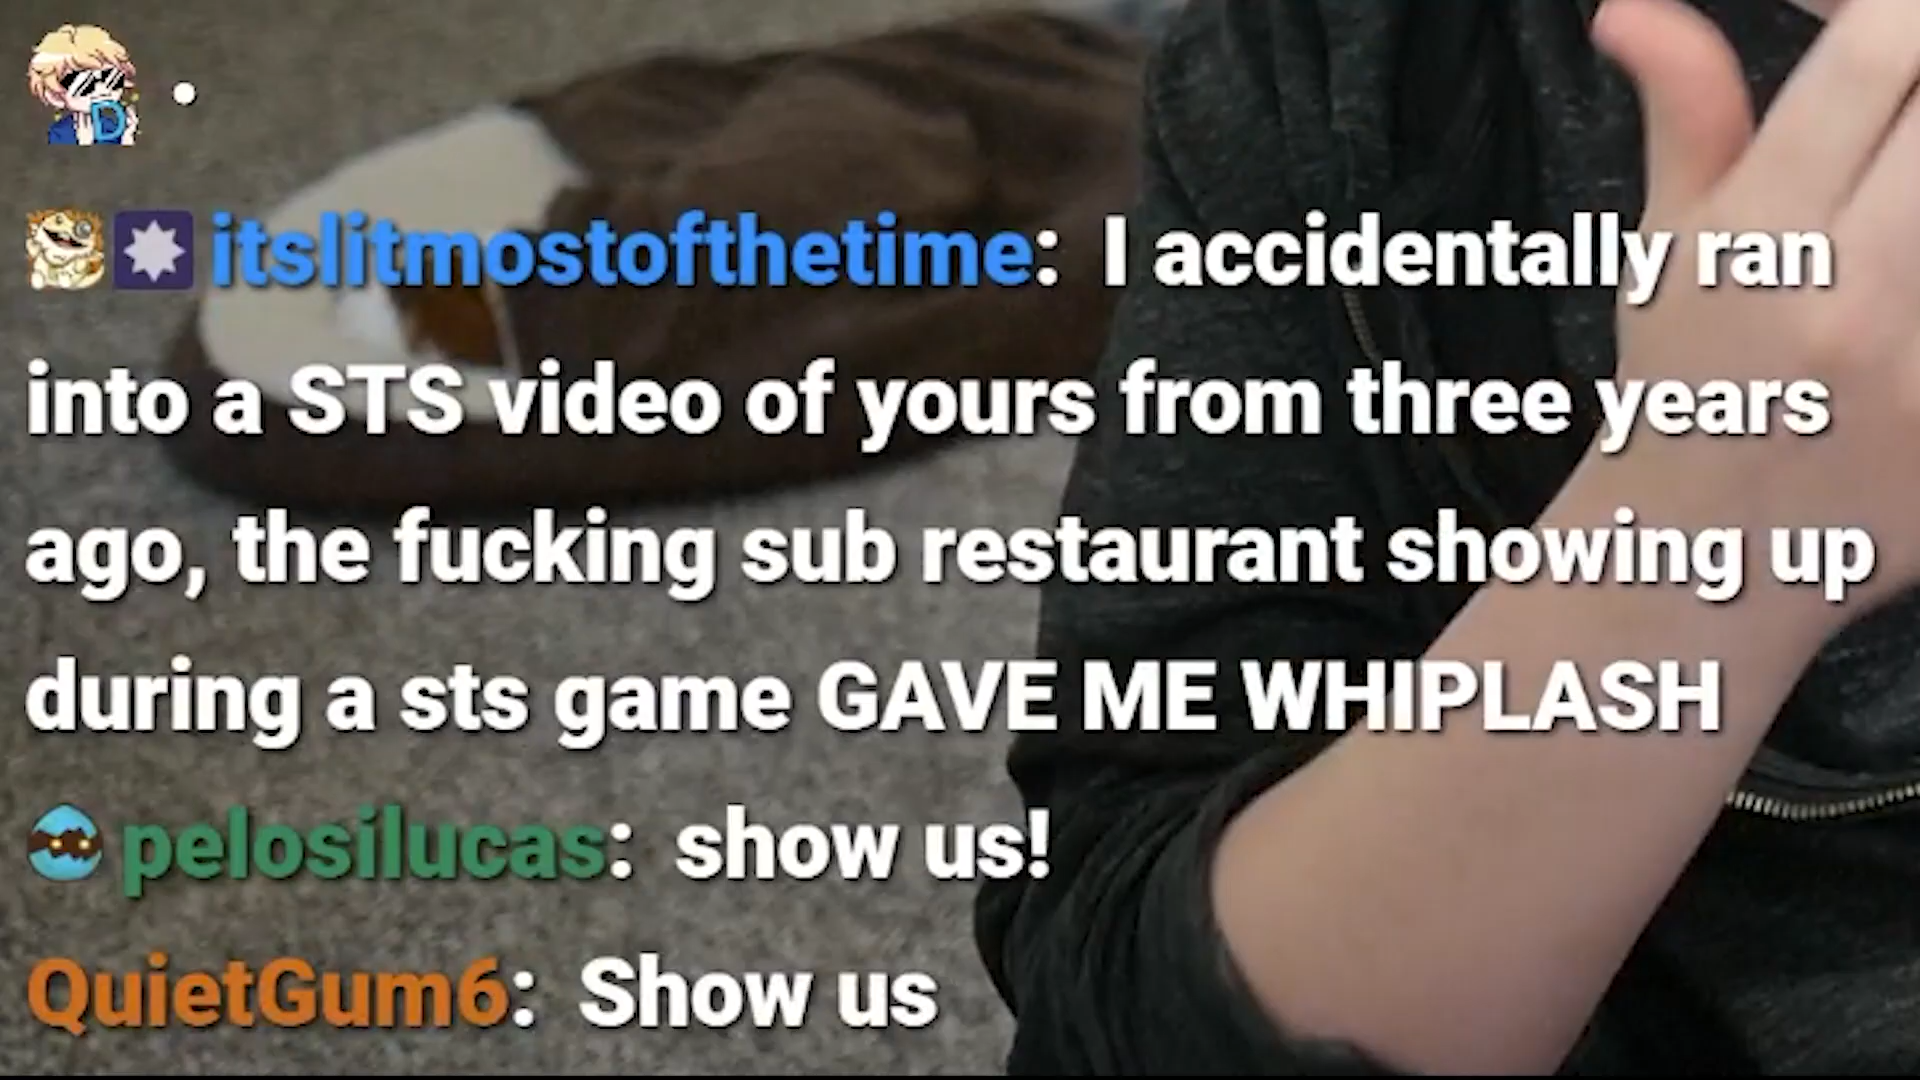 .
itslitmostofthetime: I accidentally ran
into a STS video of yours from three years
ago, the fucking sub restaurant showing up
during a sts game GAVE ME WHIPLASH
pelosilucas: show us!
QuietGum6: Show us